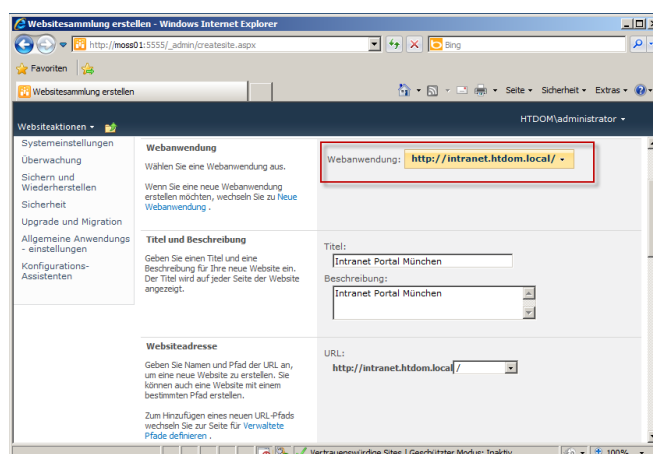 Websitesammlung erstellen - Windows Internet Explorer
http://moss01:5555/_admin/createsite.aspx
Bing
Favoriten
Websitesammlung erstellen
Seite
Sicherheit
Extras
HTDOM\administrator
Websiteaktionen
Systemeinstellungen
Überwachung
Sichern und
Wiederherstellen
Sicherheit
Upgrade und Migration
Allgemeine Anwendungs
- einstellungen
Konfigurations-
Assistenten
Webanwendung
Wählen Sie eine Webanwendung aus.
Wenn Sie eine neue Webanwendung
erstellen möchten, wechseln Sie zu Neue
Webanwendung .
Webanwendung: http://intranet.htdom.local/
Titel und Beschreibung
Geben Sie einen Titel und eine
Beschreibung für Ihre neue Website ein.
Der Titel wird auf jeder Seite der Website
angezeigt.
Titel:
Intranet Portal München
Beschreibung:
Intranet Portal München
Websiteadresse
Geben Sie Namen und Pfad der URL an,
um eine neue Website zu erstellen. Sie
können auch eine Website mit einem
bestimmten Pfad erstellen.
Zum Hinzufügen eines neuen URL-Pfads
wechseln Sie zur Seite für Verwaltete
Pfade definieren .
URL:
http://intranet.htdom.local /
Vertrauenswürdige Sites | Geschützter Modus: Inaktiv
100%